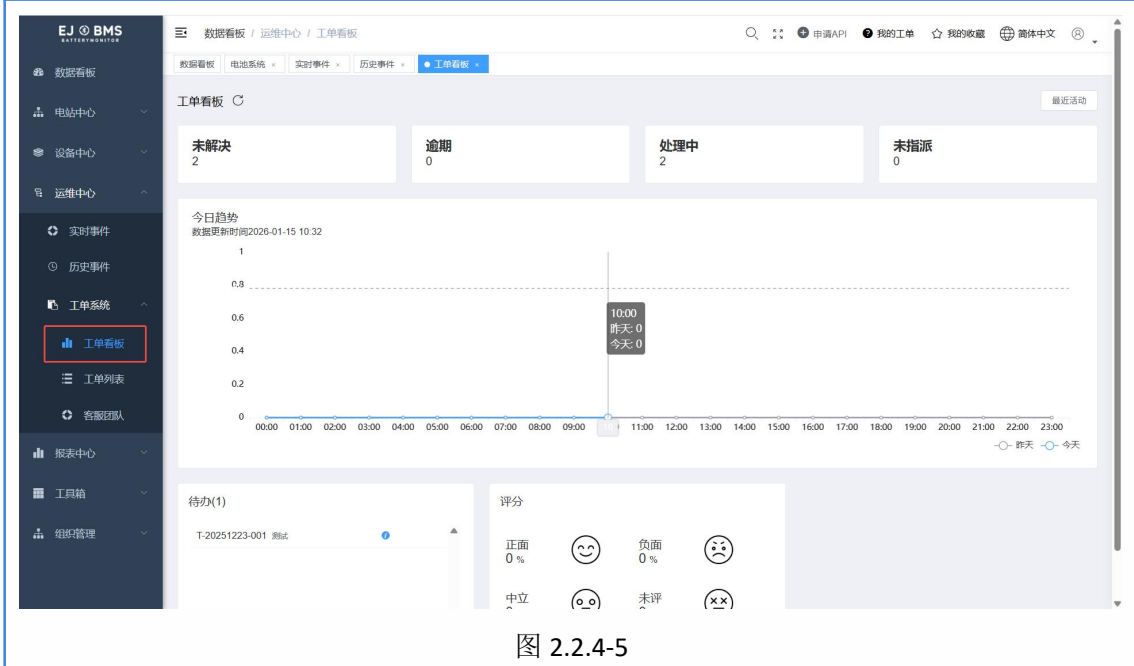 EJ BMS
BATTERYMONITOR
数据看板 / 运维中心 / 工单看板
申请API
我的工单
我的收藏
简体中文
数据看板
电站中心
设备中心
运维中心
实时事件
历史事件
工单系统
工单看板
工单列表
客服团队
报表中心
工具箱
组织管理
数据看板 电池系统 × 实时事件 × 历史事件 × 工单看板 ×
工单看板
最近活动
未解决
2
逾期
0
处理中
2
未指派
0
今日趋势
数据更新时间2026-01-15 10:32
1
0.8
0.6
0.4
0.2
0
10:00
昨天: 0
今天: 0
00:00 01:00 02:00 03:00 04:00 05:00 06:00 07:00 08:00 09:00 11:00 12:00 13:00 14:00 15:00 16:00 17:00 18:00 19:00 20:00 21:00 22:00 23:00
昨天 今天
待办(1)
T-20251223-001 测试
评分
正面
0 %
负面
0 %
中立
未评
图 2.2.4-5